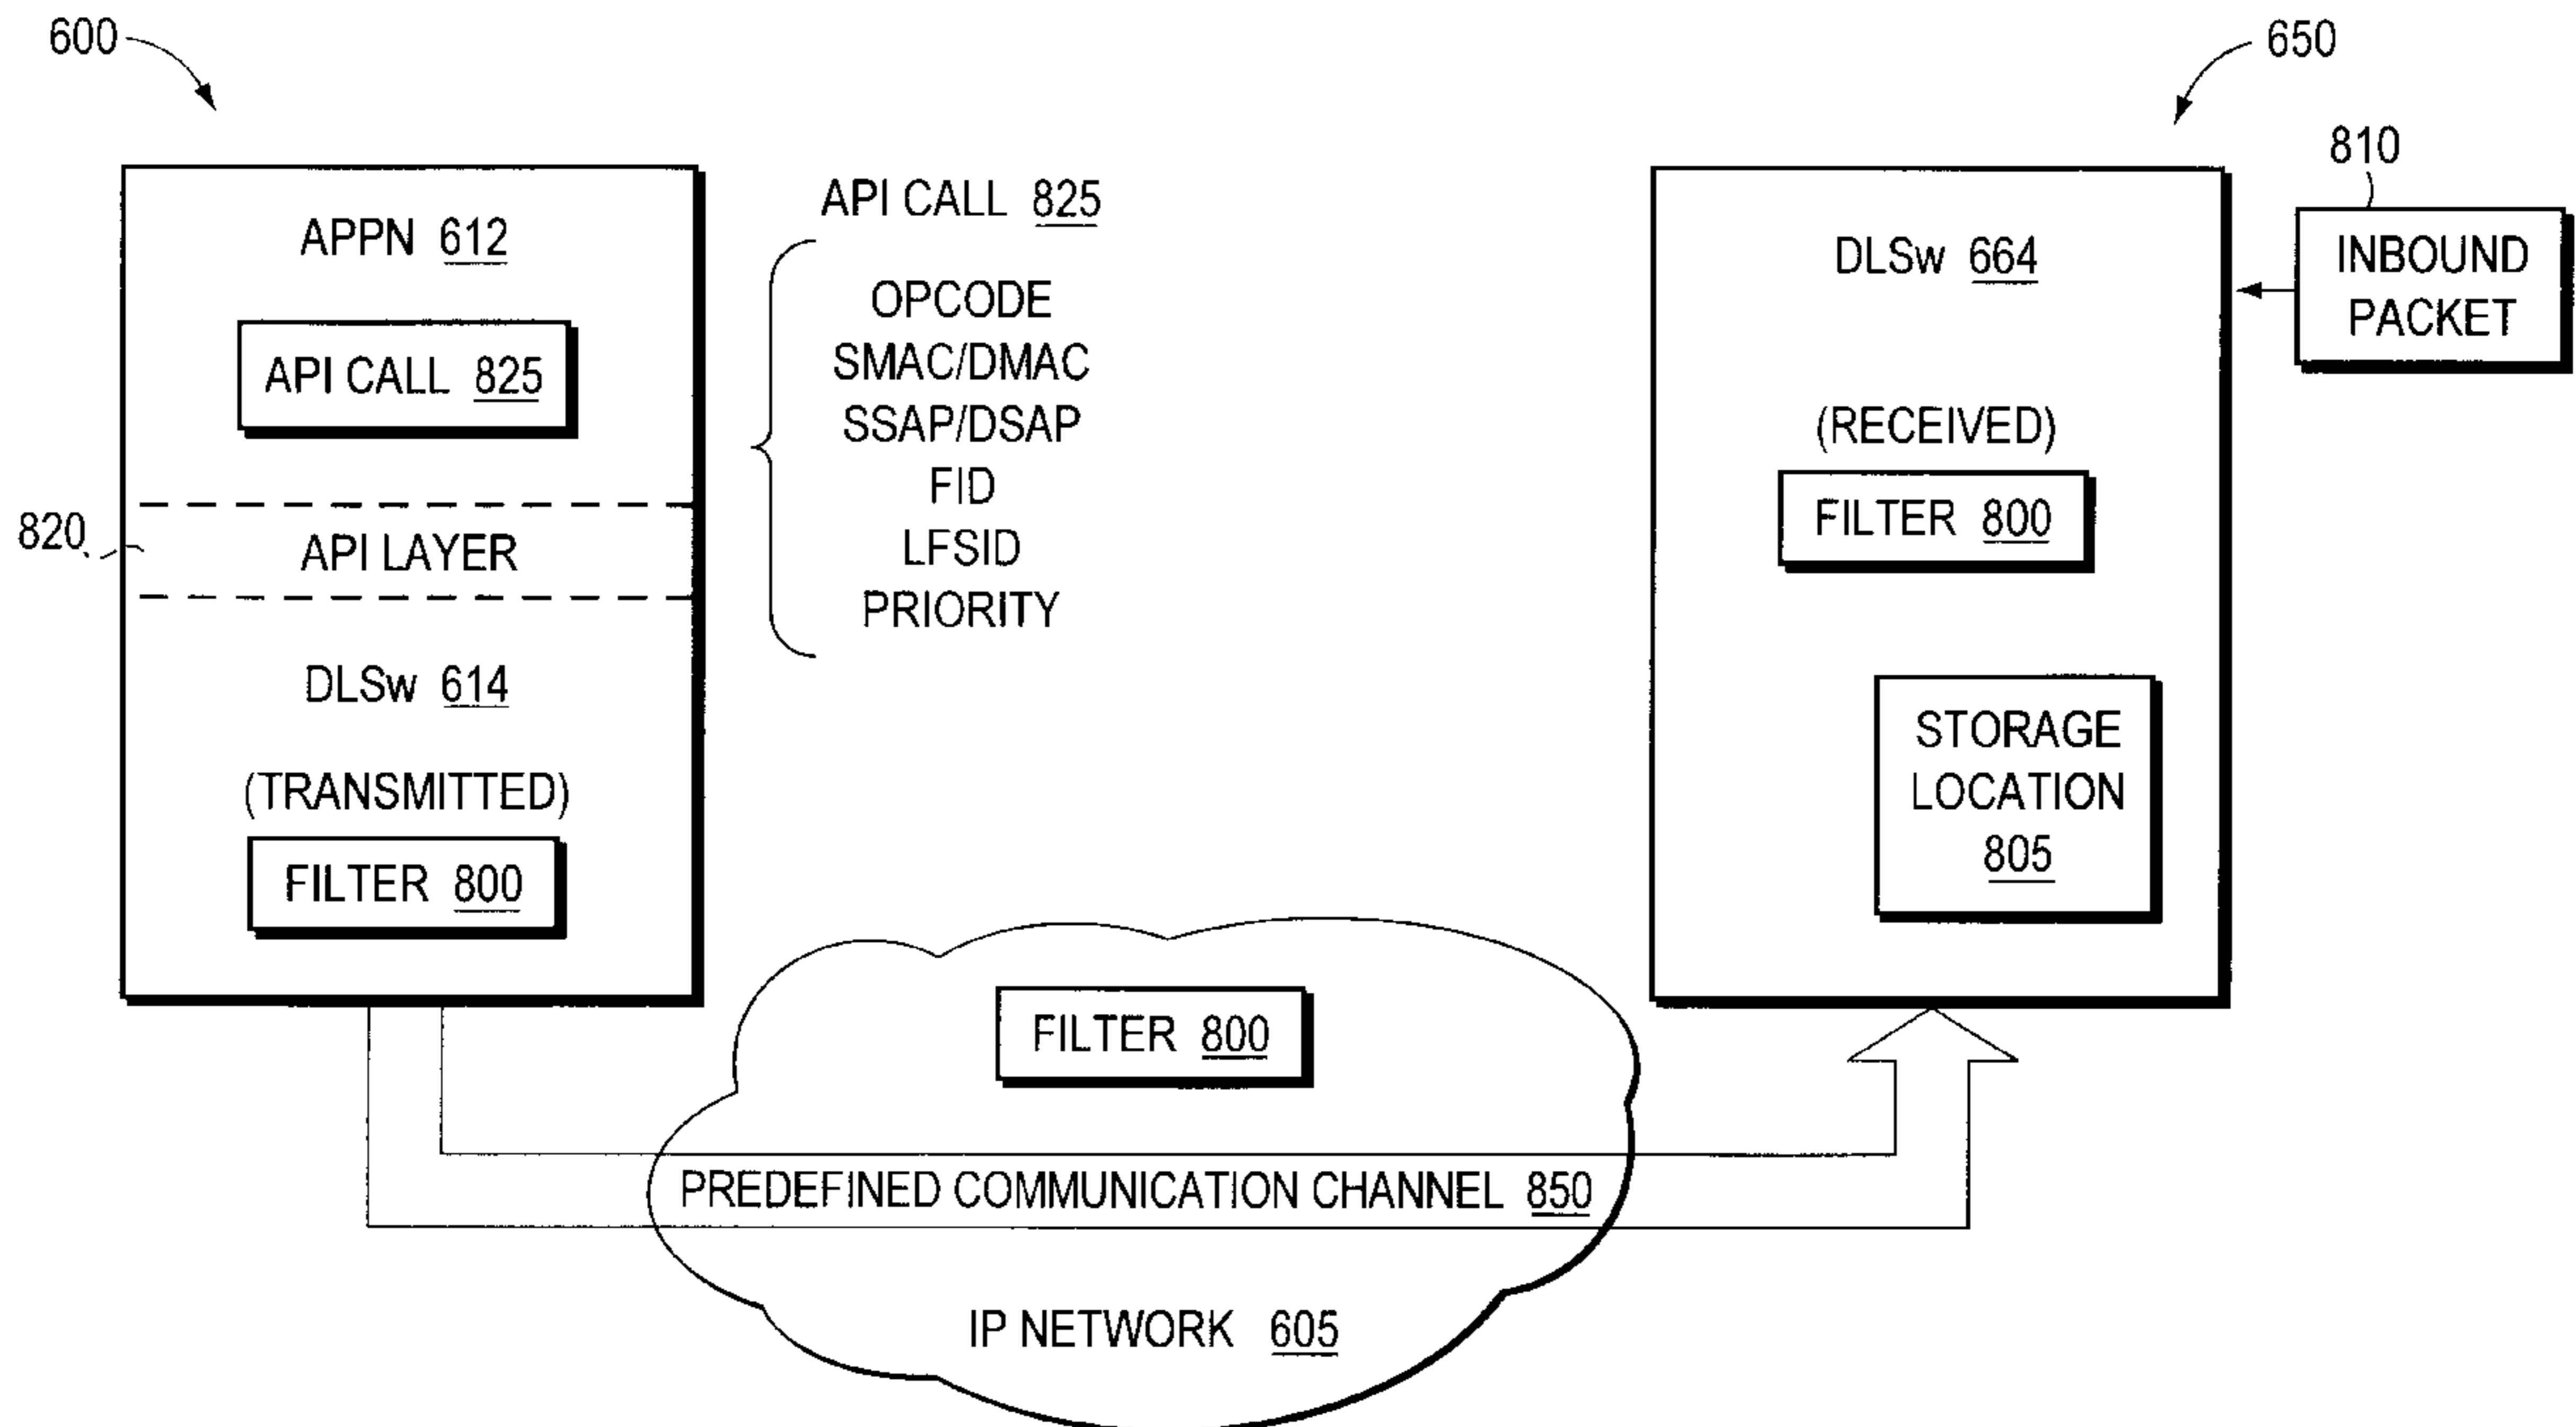 600
650
APPN 612
API CALL 825
820
API LAYER
DLSw 614
(TRANSMITTED)
FILTER 800
API CALL 825
OPCODE
SMAC/DMAC
SSAP/DSAP
FID
LFSID
PRIORITY
DLSw 664
(RECEIVED)
FILTER 800
STORAGE
LOCATION
805
810
INBOUND
PACKET
FILTER 800
PREDEFINED COMMUNICATION CHANNEL 850
IP NETWORK 605